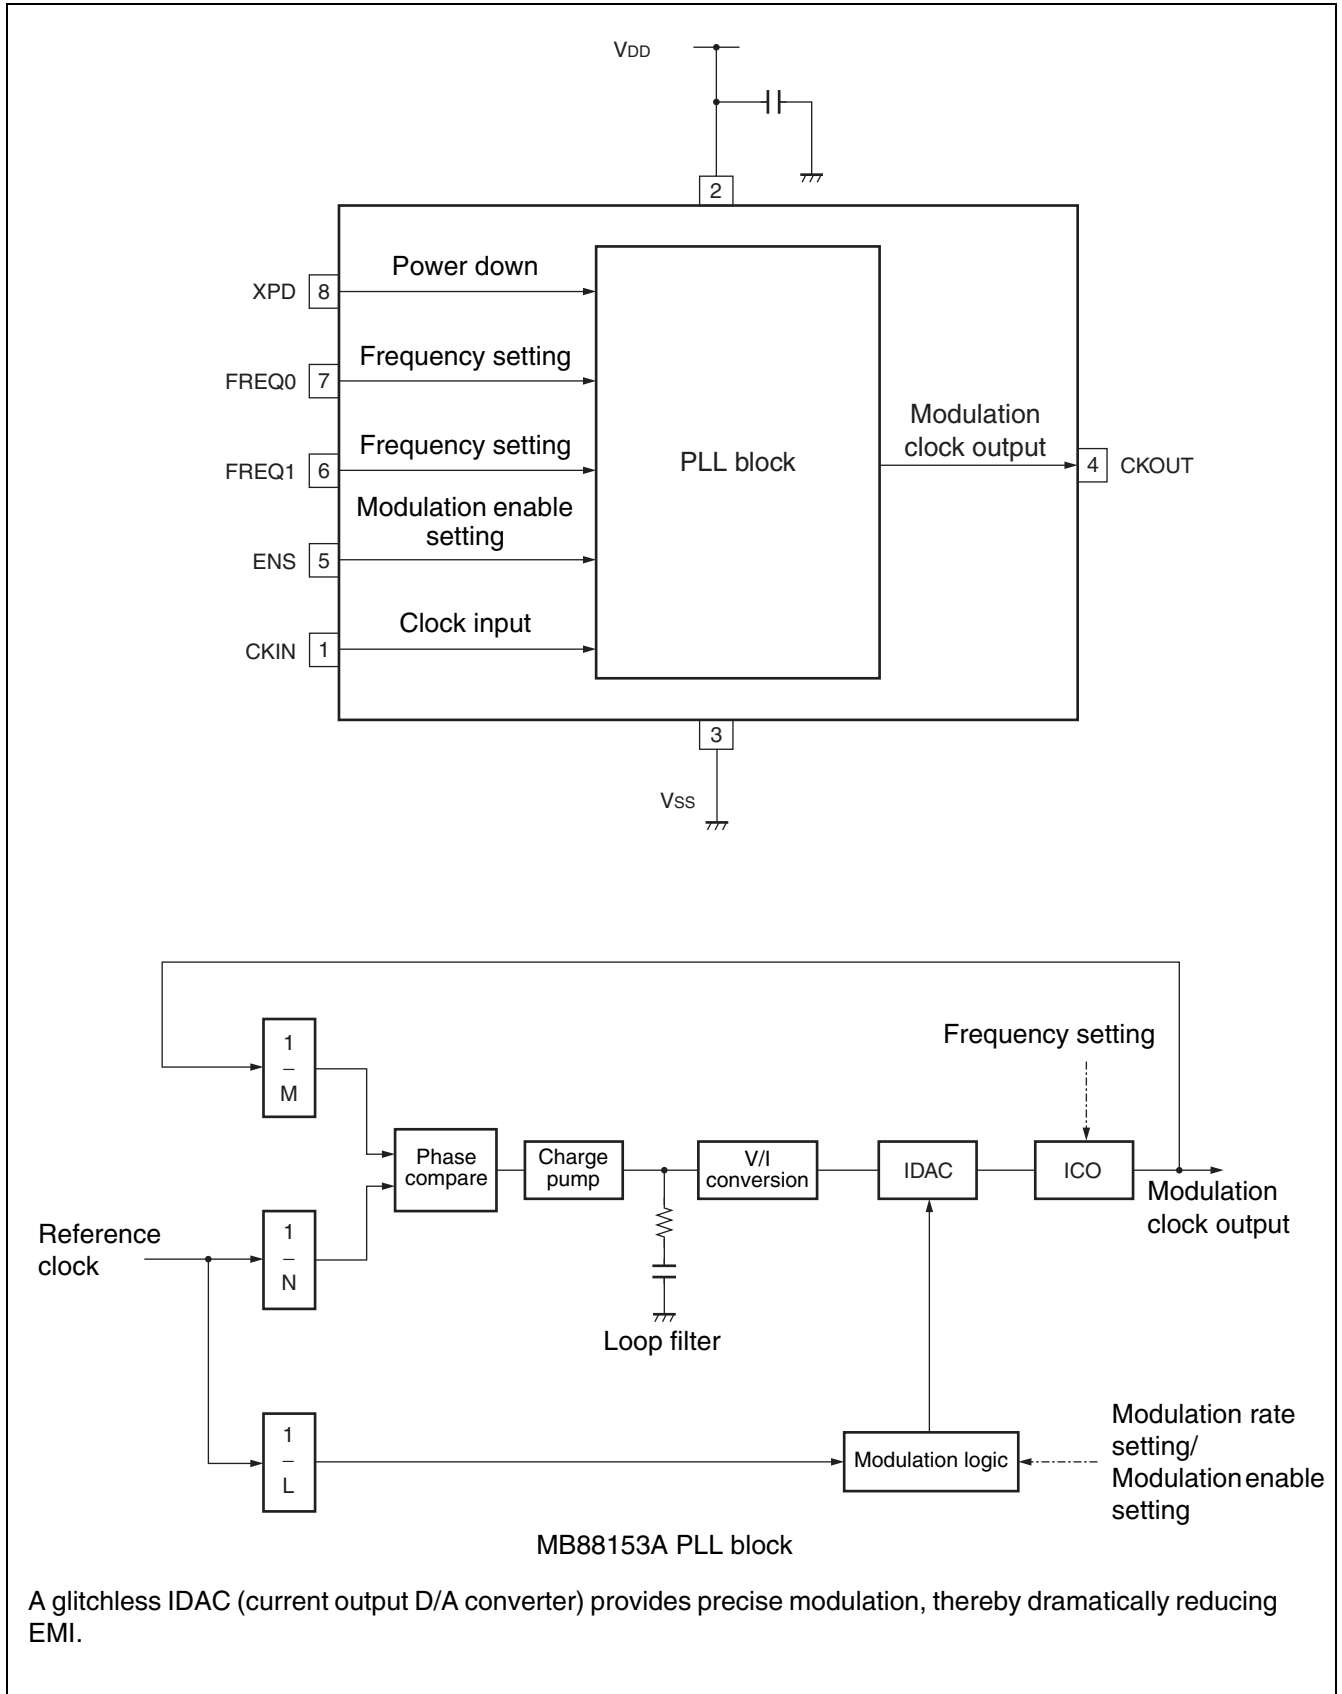 VDD
2
Power down
XPD 8
Frequency setting
FREQ0 7
Frequency setting
FREQ1 6
Modulation enable
setting
ENS 5
Clock input
CKIN 1
PLL block
Modulation
clock output
4 CKOUT
3
VSS
1
–
M
Frequency setting
Phase
compare
Charge
pump
V/I
conversion
IDAC
ICO
Modulation
clock output
Reference
clock
1
–
N
Loop filter
1
–
L
Modulation logic
Modulation rate
setting/
Modulation enable
setting
MB88153A PLL block
A glitchless IDAC (current output D/A converter) provides precise modulation, thereby dramatically reducing
EMI.